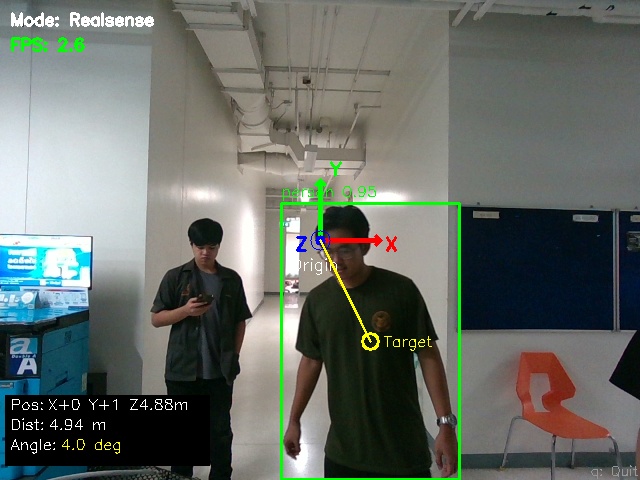 Mode: Realsense
FPS: 2.6
person 0.95
Y
Z
X
Origin
Target
a
Double A
A
Pos: X+0 Y+1 Z4.88m
Dist: 4.94 m
Angle: 4.0 deg
q: Quit